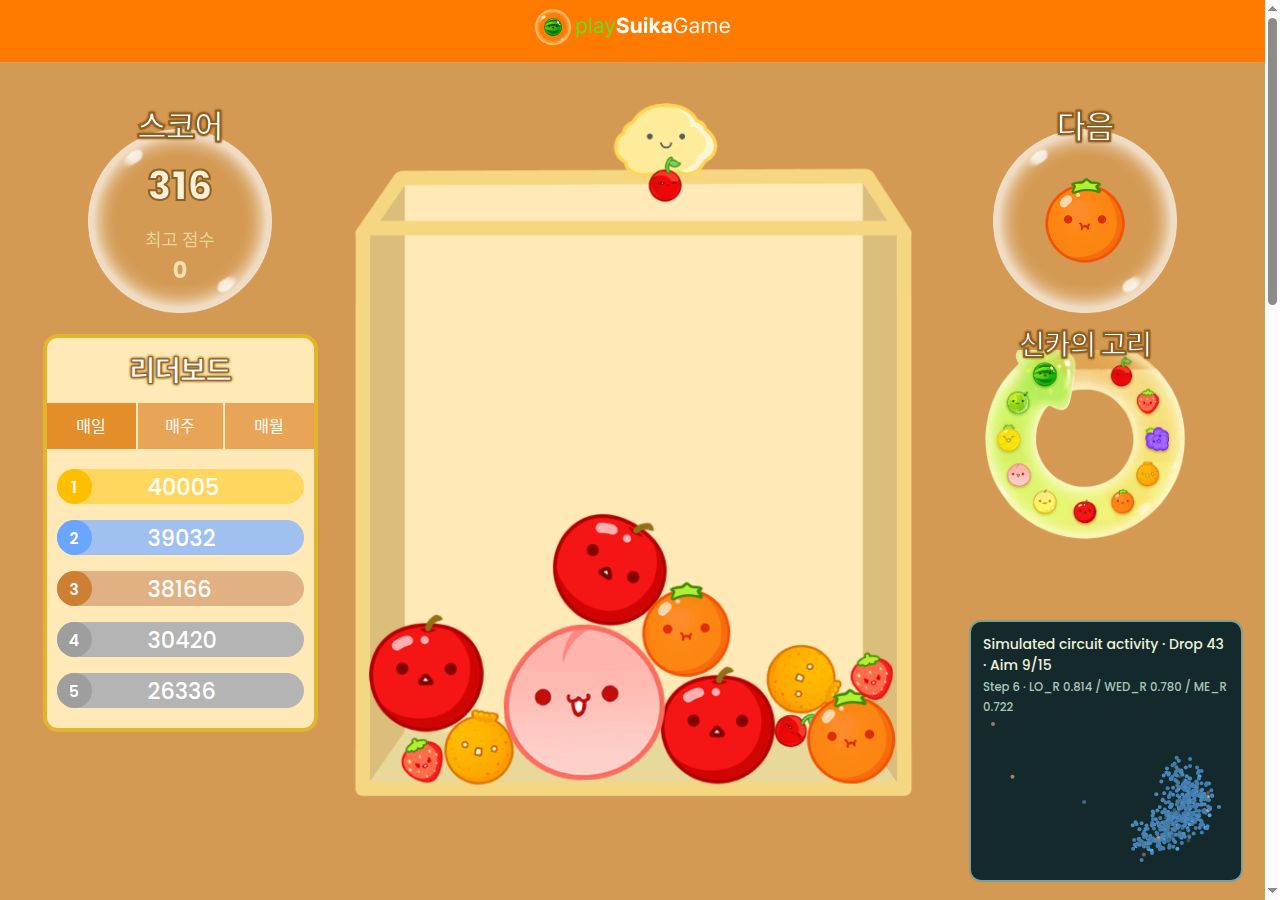 playSuikaGame
스코어
316
최고 점수
0
다음
리더보드
매일 매주 매월
1 40005
2 39032
3 38166
4 30420
5 26336
신카의 고리
Simulated circuit activity · Drop 43
· Aim 9/15
Step 6 · LO_R 0.814 / WED_R 0.780 / ME_R
0.722